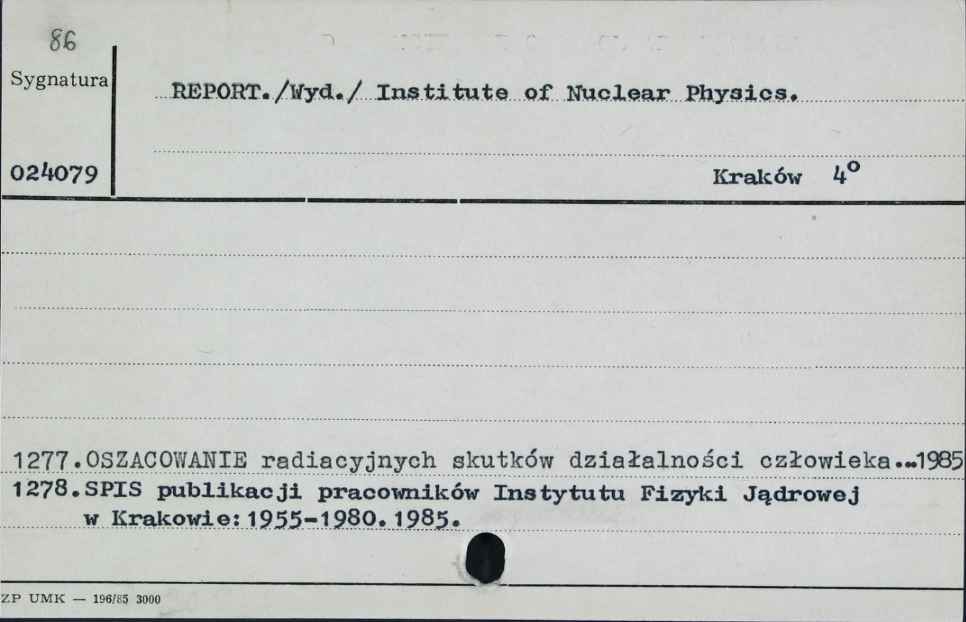 86
Sygnatura
REPORT./Wyd./ Institute of Nuclear Physics.
024079
Kraków 4°
1277.OSZACOWANIE radiacyjnych skutków działalności człowieka...1985
1278.SPIS publikacji pracowników Instytutu Fizyki Jądrowej
w Krakowie:1955-1980.1985.
ZP UMK — 196/85 3000